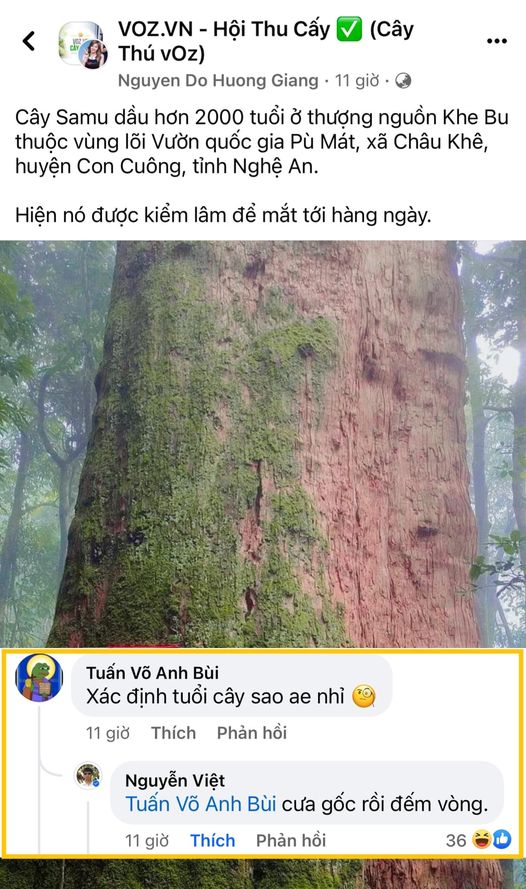 VOZ.VN - Hội Thu Cấy ✅ (Cây
Thú vOz)
Nguyen Do Huong Giang · 11 giờ ·
Cây Samu dầu hơn 2000 tuổi ở thượng nguồn Khe Bu
thuộc vùng lõi Vườn quốc gia Pù Mát, xã Châu Khê,
huyện Con Cuông, tỉnh Nghệ An.
Hiện nó được kiểm lâm để mắt tới hàng ngày.
Tuấn Võ Anh Bùi
Xác định tuổi cây sao ae nhỉ 🧐
11 giờ Thích Phản hồi
Nguyễn Việt
Tuấn Võ Anh Bùi cưa gốc rồi đếm vòng.
11 giờ Thích Phản hồi 36